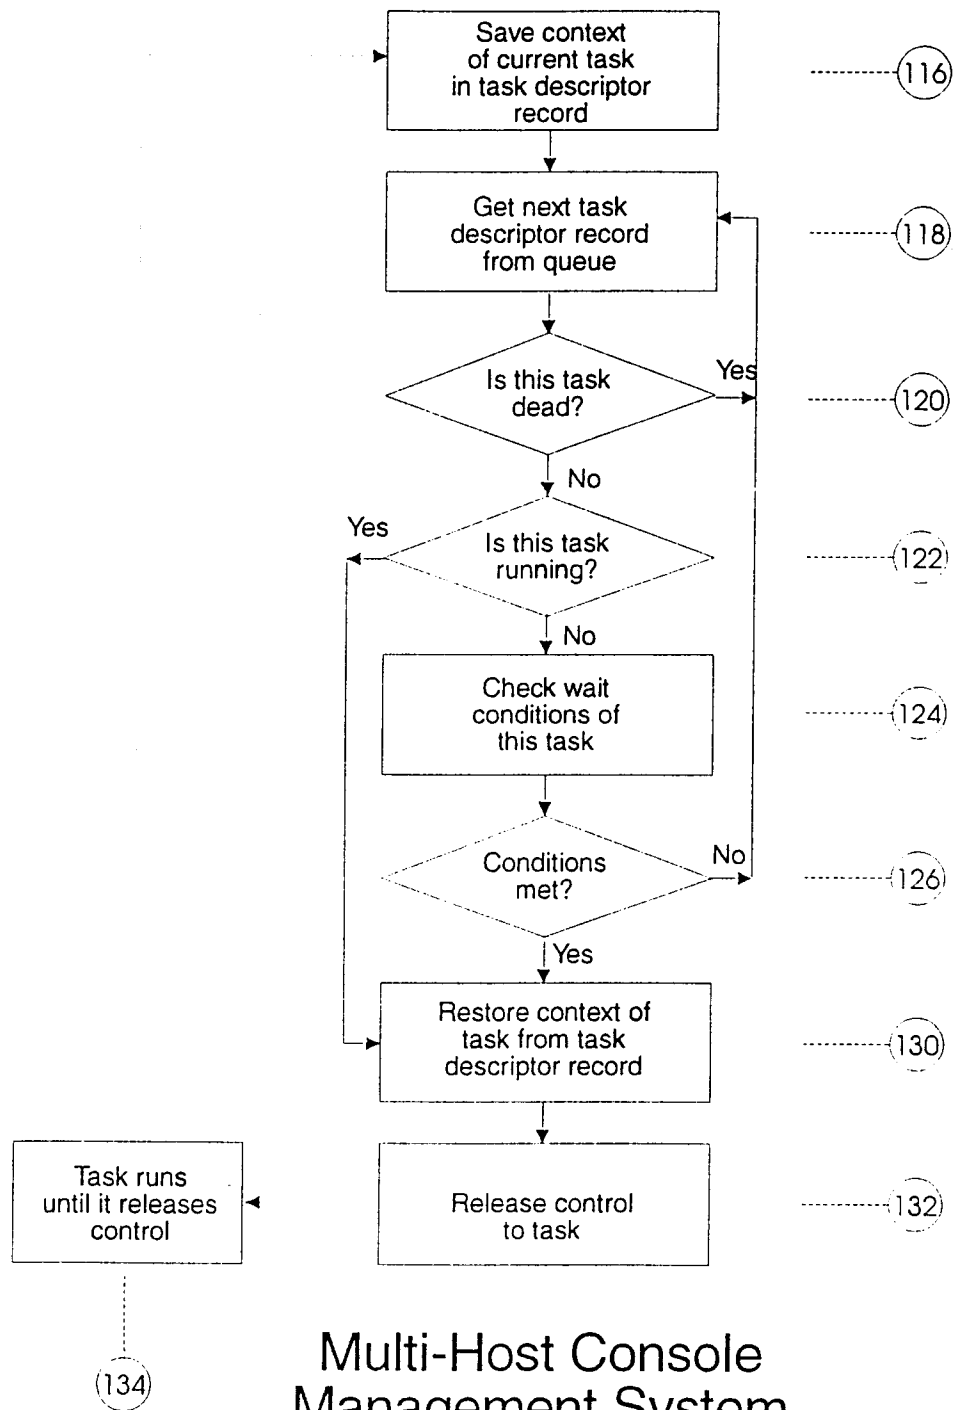 Save context
of current task
in task descriptor
record
116
Get next task
descriptor record
from queue
118
Is this task
dead?
Yes
120
No
Is this task
running?
Yes
122
No
Check wait
conditions of
this task
124
Conditions
met?
No
126
Yes
Restore context of
task from task
descriptor record
130
Task runs
until it releases
control
Release control
to task
132
134
Multi-Host Console
Management System